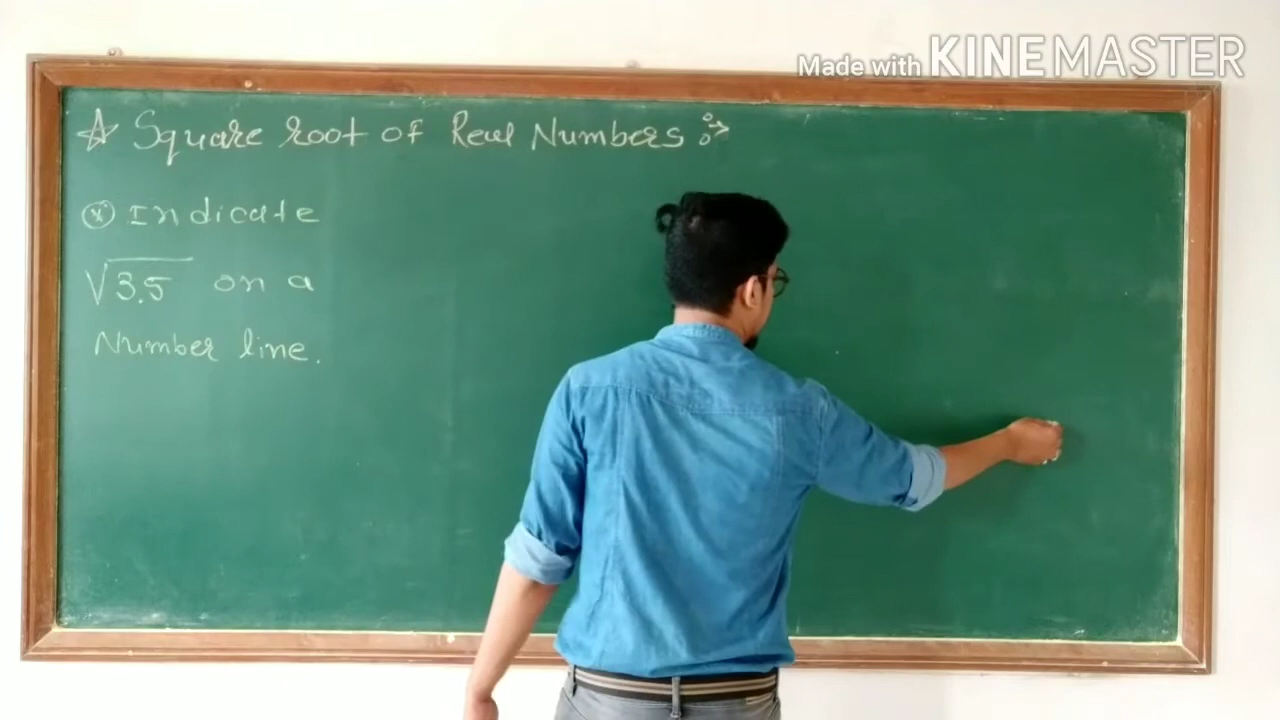 Made with KINEMASTER
Square root of Real Numbers :→
Indicate
√3.5 on a
Number line.